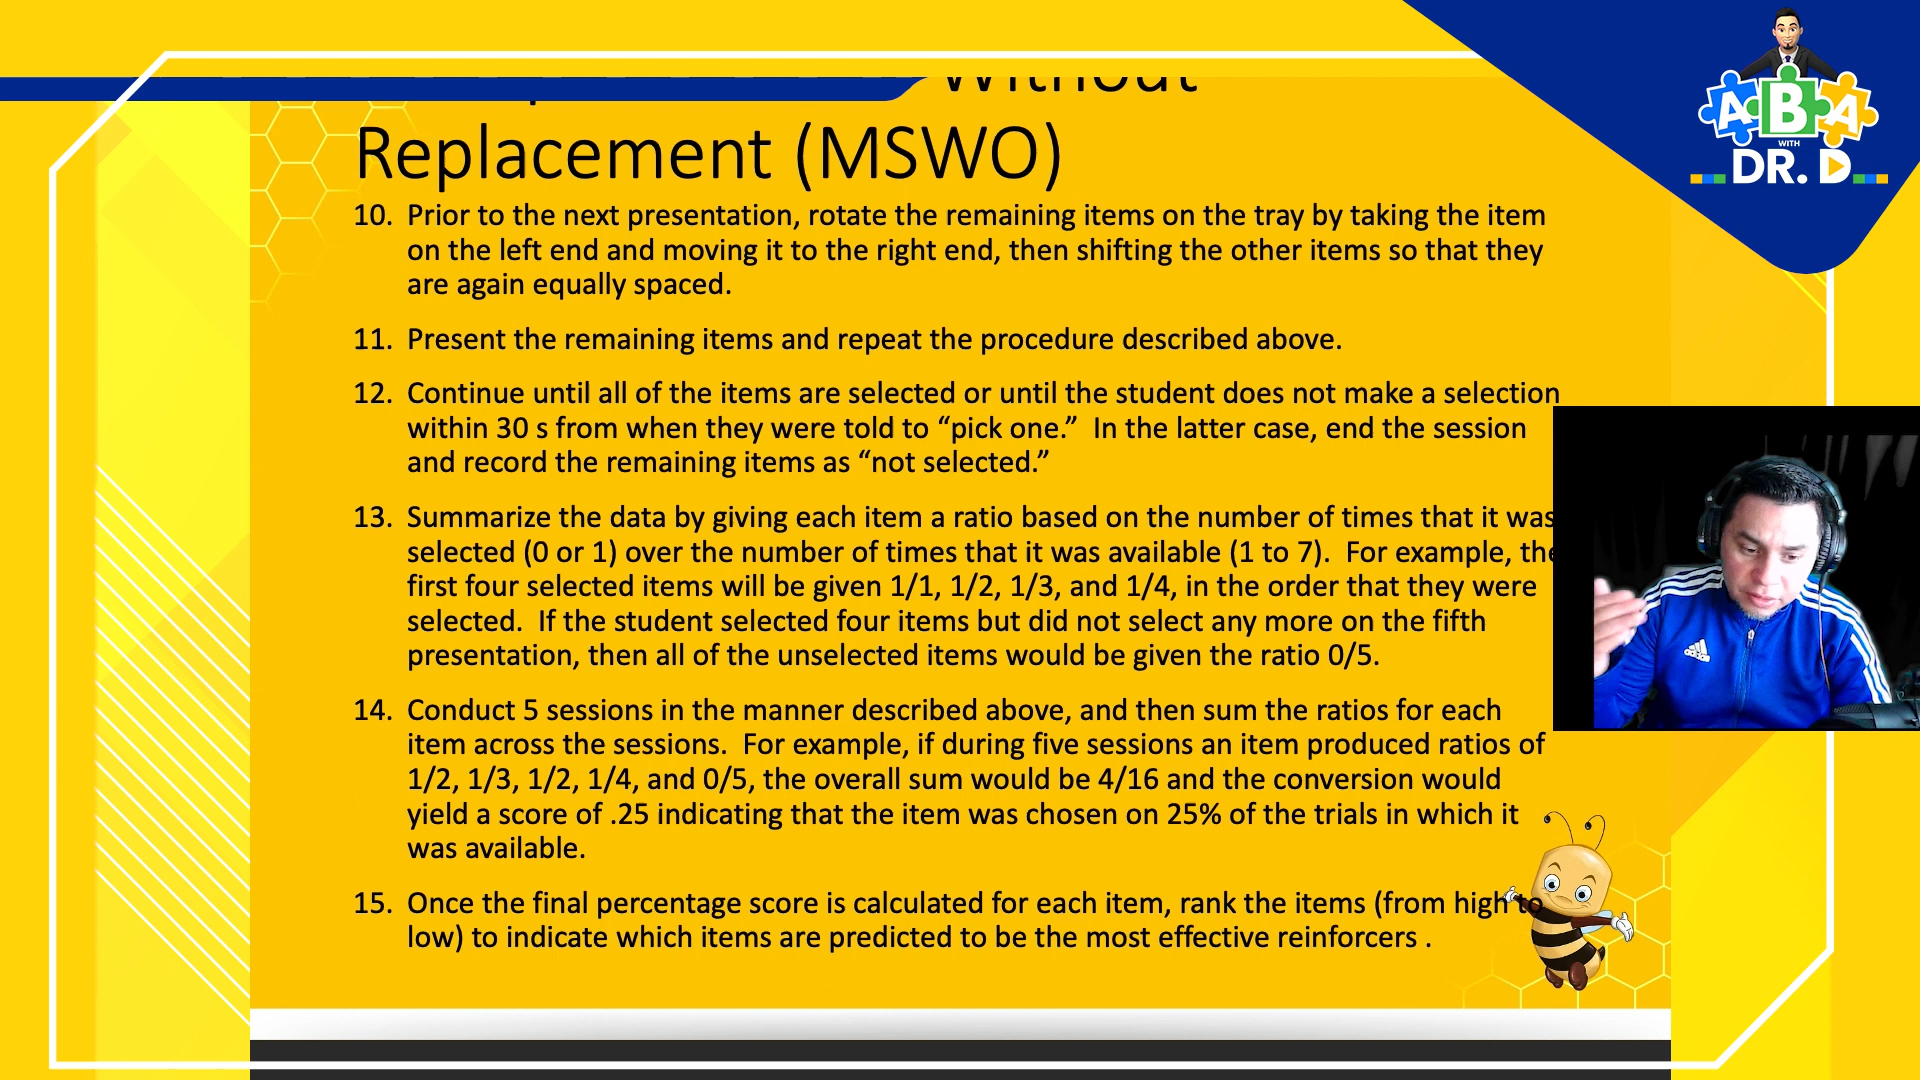 Without
Replacement (MSWO)
10. Prior to the next presentation, rotate the remaining items on the tray by taking the item
on the left end and moving it to the right end, then shifting the other items so that they
are again equally spaced.
11. Present the remaining items and repeat the procedure described above.
12. Continue until all of the items are selected or until the student does not make a selection
within 30 s from when they were told to “pick one.”  In the latter case, end the session
and record the remaining items as “not selected.”
13. Summarize the data by giving each item a ratio based on the number of times that it was
selected (0 or 1) over the number of times that it was available (1 to 7).  For example, the
first four selected items will be given 1/1, 1/2, 1/3, and 1/4, in the order that they were
selected.  If the student selected four items but did not select any more on the fifth
presentation, then all of the unselected items would be given the ratio 0/5.
14. Conduct 5 sessions in the manner described above, and then sum the ratios for each
item across the sessions.  For example, if during five sessions an item produced ratios of
1/2, 1/3, 1/2, 1/4, and 0/5, the overall sum would be 4/16 and the conversion would
yield a score of .25 indicating that the item was chosen on 25% of the trials in which it
was available.
15. Once the final percentage score is calculated for each item, rank the items (from high to
low) to indicate which items are predicted to be the most effective reinforcers .
ABA
WITH
DR. D
adidas